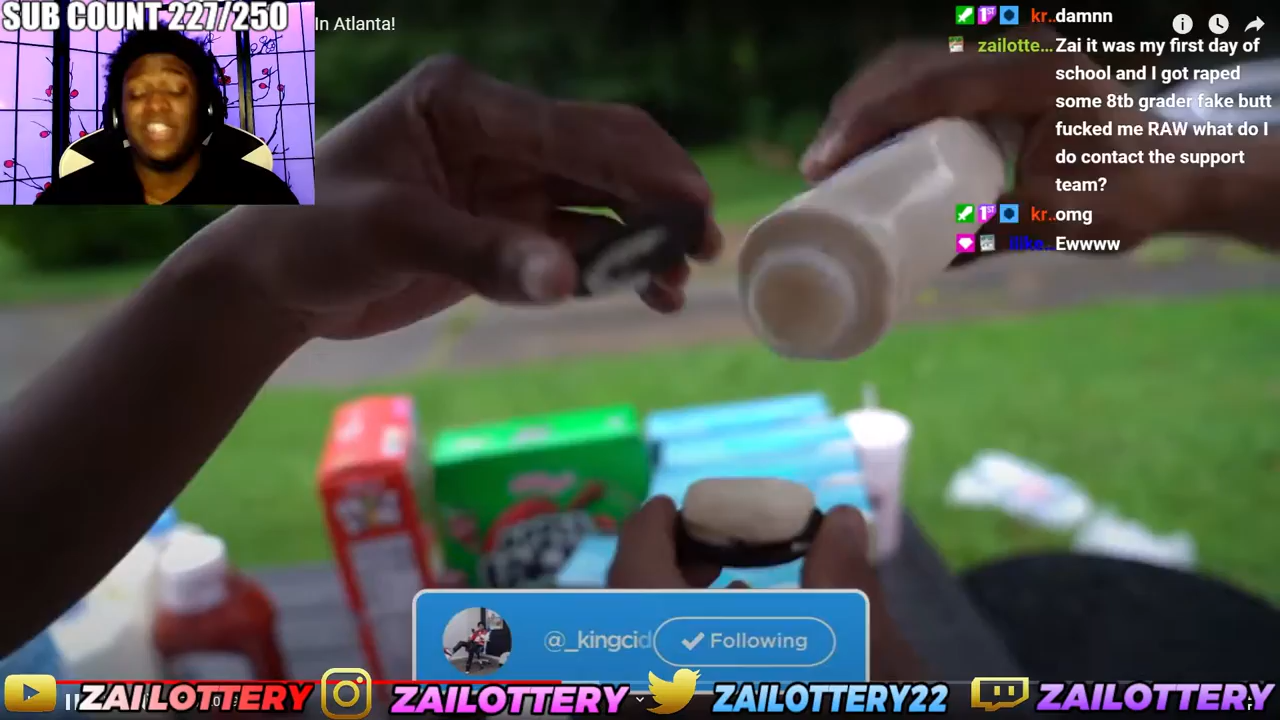 SUB COUNT 227/250
In Atlanta!
kr.. damnn
zailotte... Zai it was my first day of
school and I got raped
some 8tb grader fake butt
fucked me RAW what do I
do contact the support
team?
kr.. omg
ilike.. Ewwww
@_kingcid
Following
ZAILOTTERY
ZAILOTTERY
ZAILOTTERY22
ZAILOTTERY